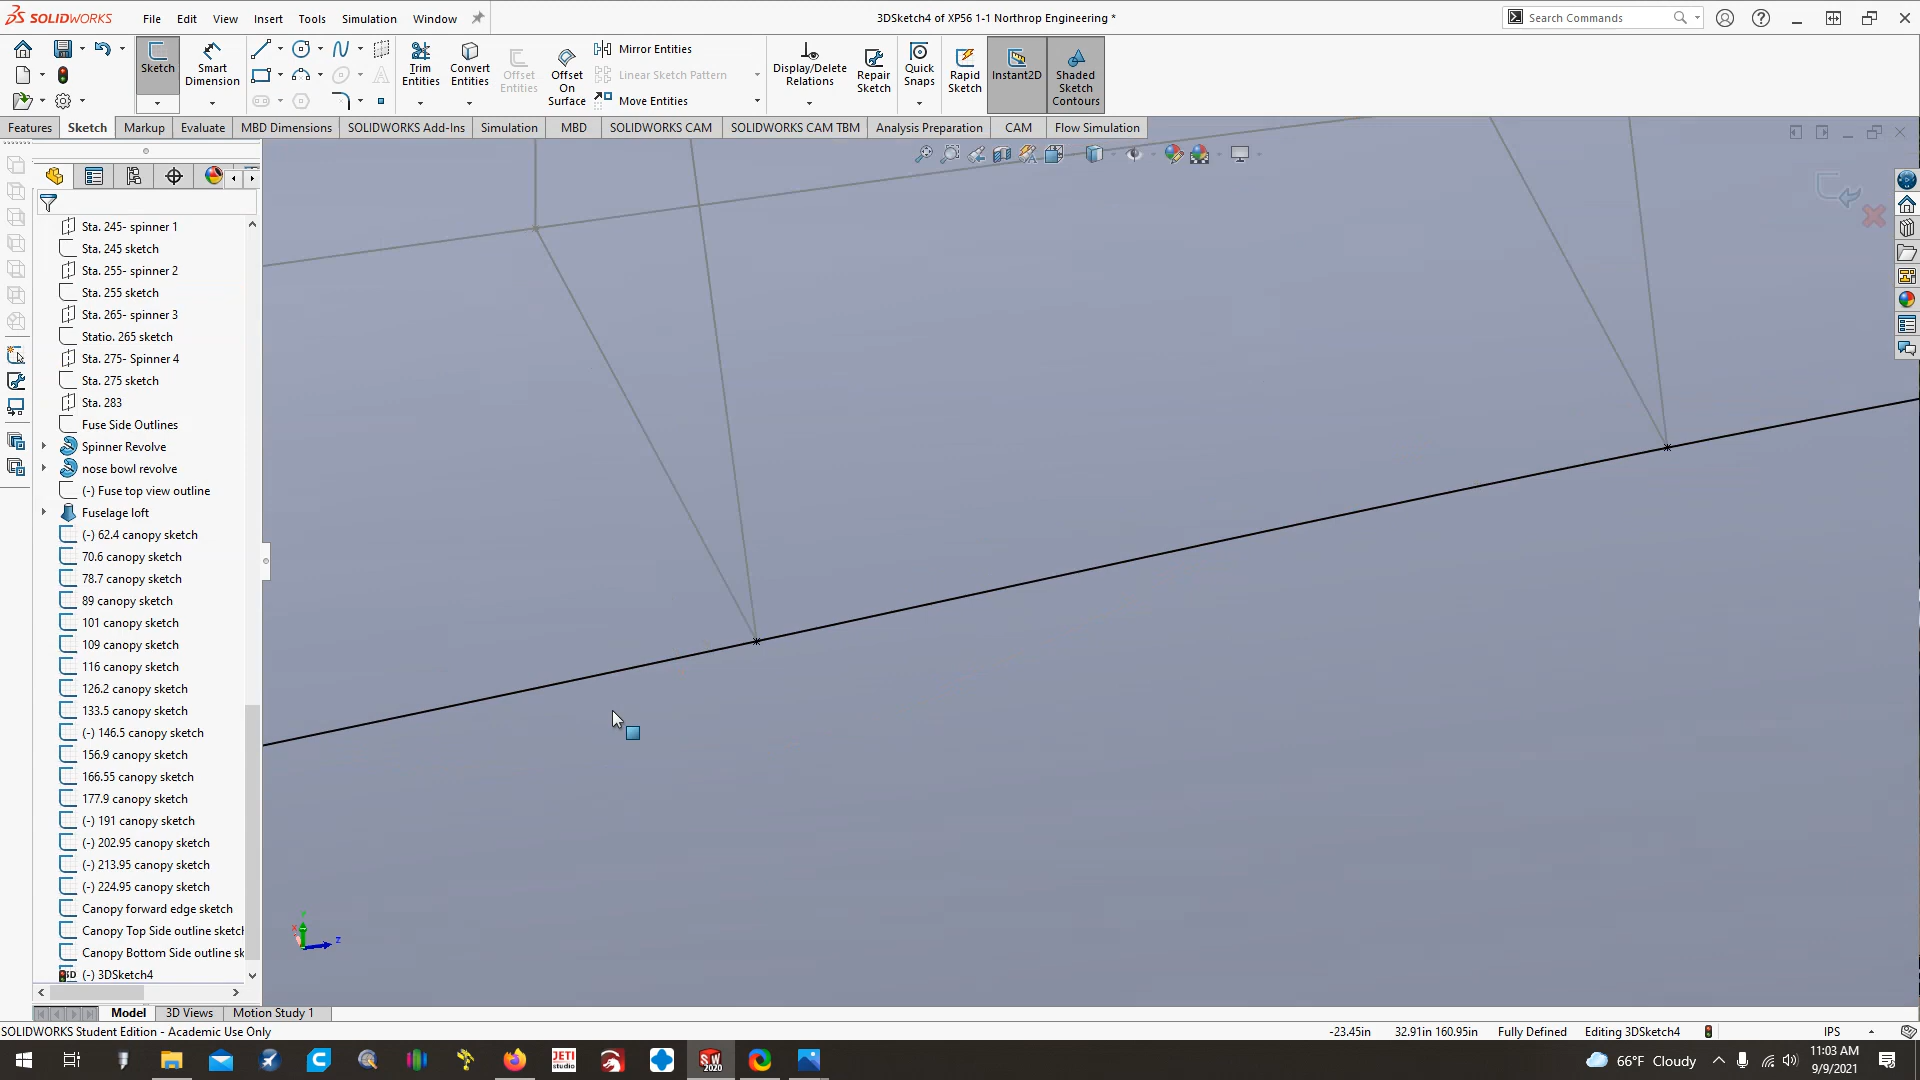 SOLIDWORKS File Edit View Insert Tools Simulation Window 3DSketch4 of XP56 1-1 Northrop Engineering * Search Commands
Sketch Smart Dimension Trim Entities Convert Entities Offset Entities Offset On Surface Mirror Entities Linear Sketch Pattern Move Entities Display/Delete Relations Repair Sketch Quick Snaps Rapid Sketch Instant2D Shaded Sketch Contours
Features Sketch Markup Evaluate MBD Dimensions SOLIDWORKS Add-Ins Simulation MBD SOLIDWORKS CAM SOLIDWORKS CAM TBM Analysis Preparation CAM Flow Simulation
Sta. 245- spinner 1
Sta. 245 sketch
Sta. 255- spinner 2
Sta. 255 sketch
Sta. 265- spinner 3
Statio. 265 sketch
Sta. 275- Spinner 4
Sta. 275 sketch
Sta. 283
Fuse Side Outlines
Spinner Revolve
nose bowl revolve
(-) Fuse top view outline
Fuselage loft
(-) 62.4 canopy sketch
70.6 canopy sketch
78.7 canopy sketch
89 canopy sketch
101 canopy sketch
109 canopy sketch
116 canopy sketch
126.2 canopy sketch
133.5 canopy sketch
(-) 146.5 canopy sketch
156.9 canopy sketch
166.55 canopy sketch
177.9 canopy sketch
(-) 191 canopy sketch
(-) 202.95 canopy sketch
(-) 213.95 canopy sketch
(-) 224.95 canopy sketch
Canopy forward edge sketch
Canopy Top Side outline sketch
Canopy Bottom Side outline sk
3D (-) 3DSketch4
Z
Model 3D Views Motion Study 1
SOLIDWORKS Student Edition - Academic Use Only -23.45in 32.91in 160.95in Fully Defined Editing 3DSketch4 IPS
JETI studio SW 2020 66°F Cloudy 11:03 AM
9/9/2021